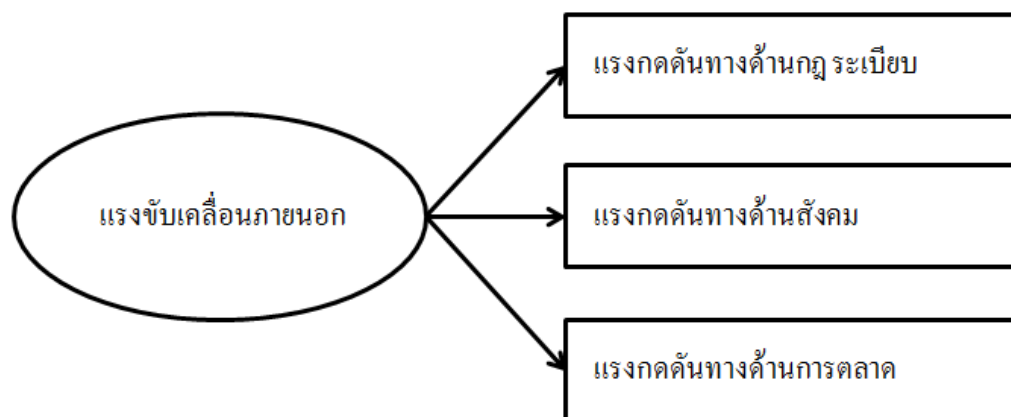 แรงกดดันทางด้านกฎ ระเบียบ
แรงขับเคลื่อนภายนอก
แรงกดดันทางด้านสังคม
แรงกดดันทางด้านการตลาด